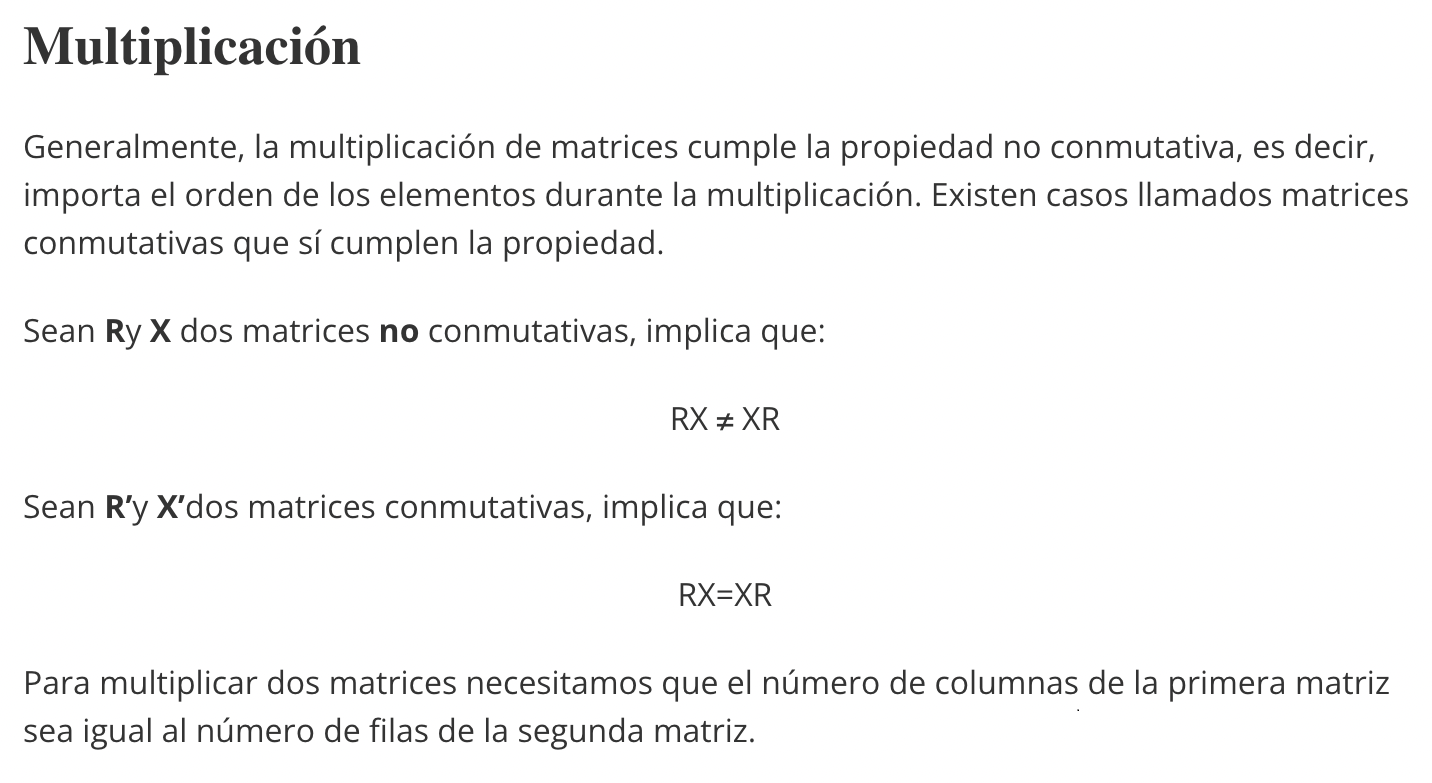 Multiplicación
Generalmente, la multiplicación de matrices cumple la propiedad no conmutativa, es decir,
importa el orden de los elementos durante la multiplicación. Existen casos llamados matrices
conmutativas que sí cumplen la propiedad.
Sean Ry X dos matrices no conmutativas, implica que:
RX ≠ XR
Sean R’y X’dos matrices conmutativas, implica que:
RX=XR
Para multiplicar dos matrices necesitamos que el número de columnas de la primera matriz
sea igual al número de filas de la segunda matriz.